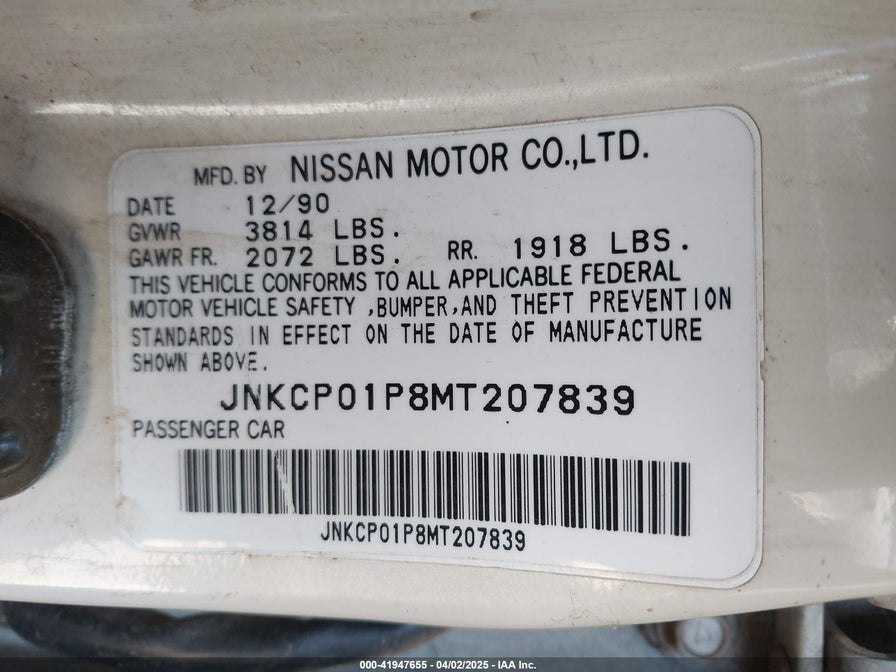 MFD. BY NISSAN MOTOR CO.,LTD.
DATE 12/90
GVWR 3814 LBS.
GAWR FR. 2072 LBS. RR. 1918 LBS.
THIS VEHICLE CONFORMS TO ALL APPLICABLE FEDERAL
MOTOR VEHICLE SAFETY ,BUMPER,AND THEFT PREVENTION
STANDARDS IN EFFECT ON THE DATE OF MANUFACTURE
SHOWN ABOVE.
JNKCP01P8MT207839
PASSENGER CAR
JNKCP01P8MT207839
000-41947655 - 04/02/2025 - IAA Inc.